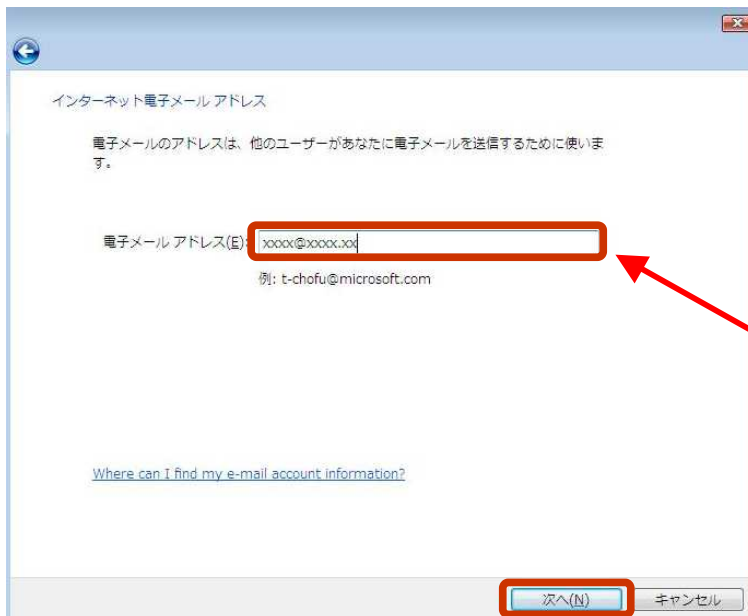 インターネット電子メール アドレス
電子メールのアドレスは、他のユーザーがあなたに電子メールを送信するために使いま
す。
電子メール アドレス(E): xxxx@xxxx.xx
例: t-chofu@microsoft.com
Where can I find my e-mail account information?
次へ(N) キャンセル